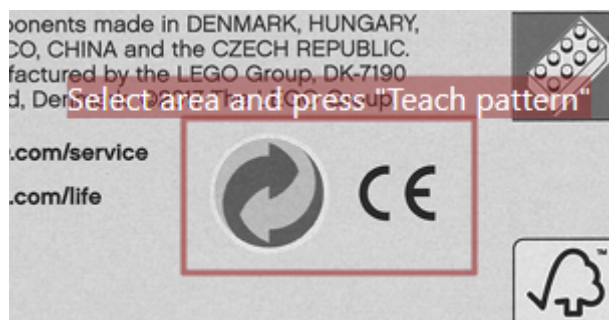 ponents made in DENMARK, HUNGARY,
CO, CHINA and the CZECH REPUBLIC.
factured by the LEGO Group, DK-7190
Select area and press "Teach pattern"
.com/service
.com/life
CE